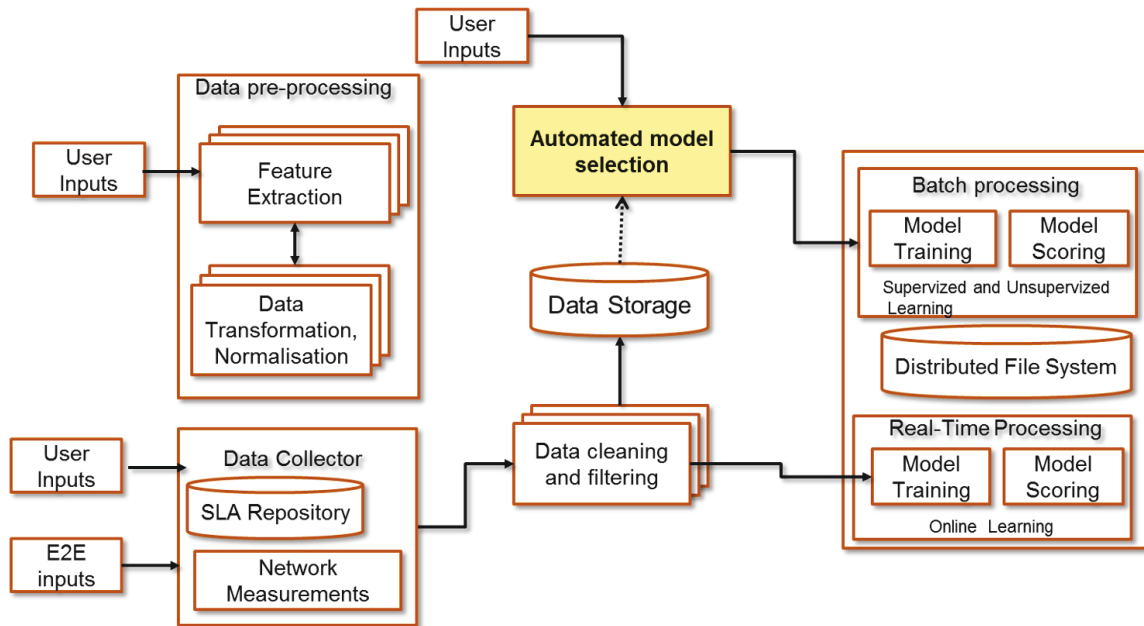 User
Inputs
Data pre-processing
User
Inputs
Feature
Extraction
Data
Transformation,
Normalisation
Automated model
selection
Data Storage
Batch processing
Model
Training
Model
Scoring
Supervized and Unsupervized
Learning
Distributed File System
User
Inputs
E2E
inputs
Data Collector
SLA Repository
Network
Measurements
Data cleaning
and filtering
Real-Time Processing
Model
Training
Model
Scoring
Online Learning